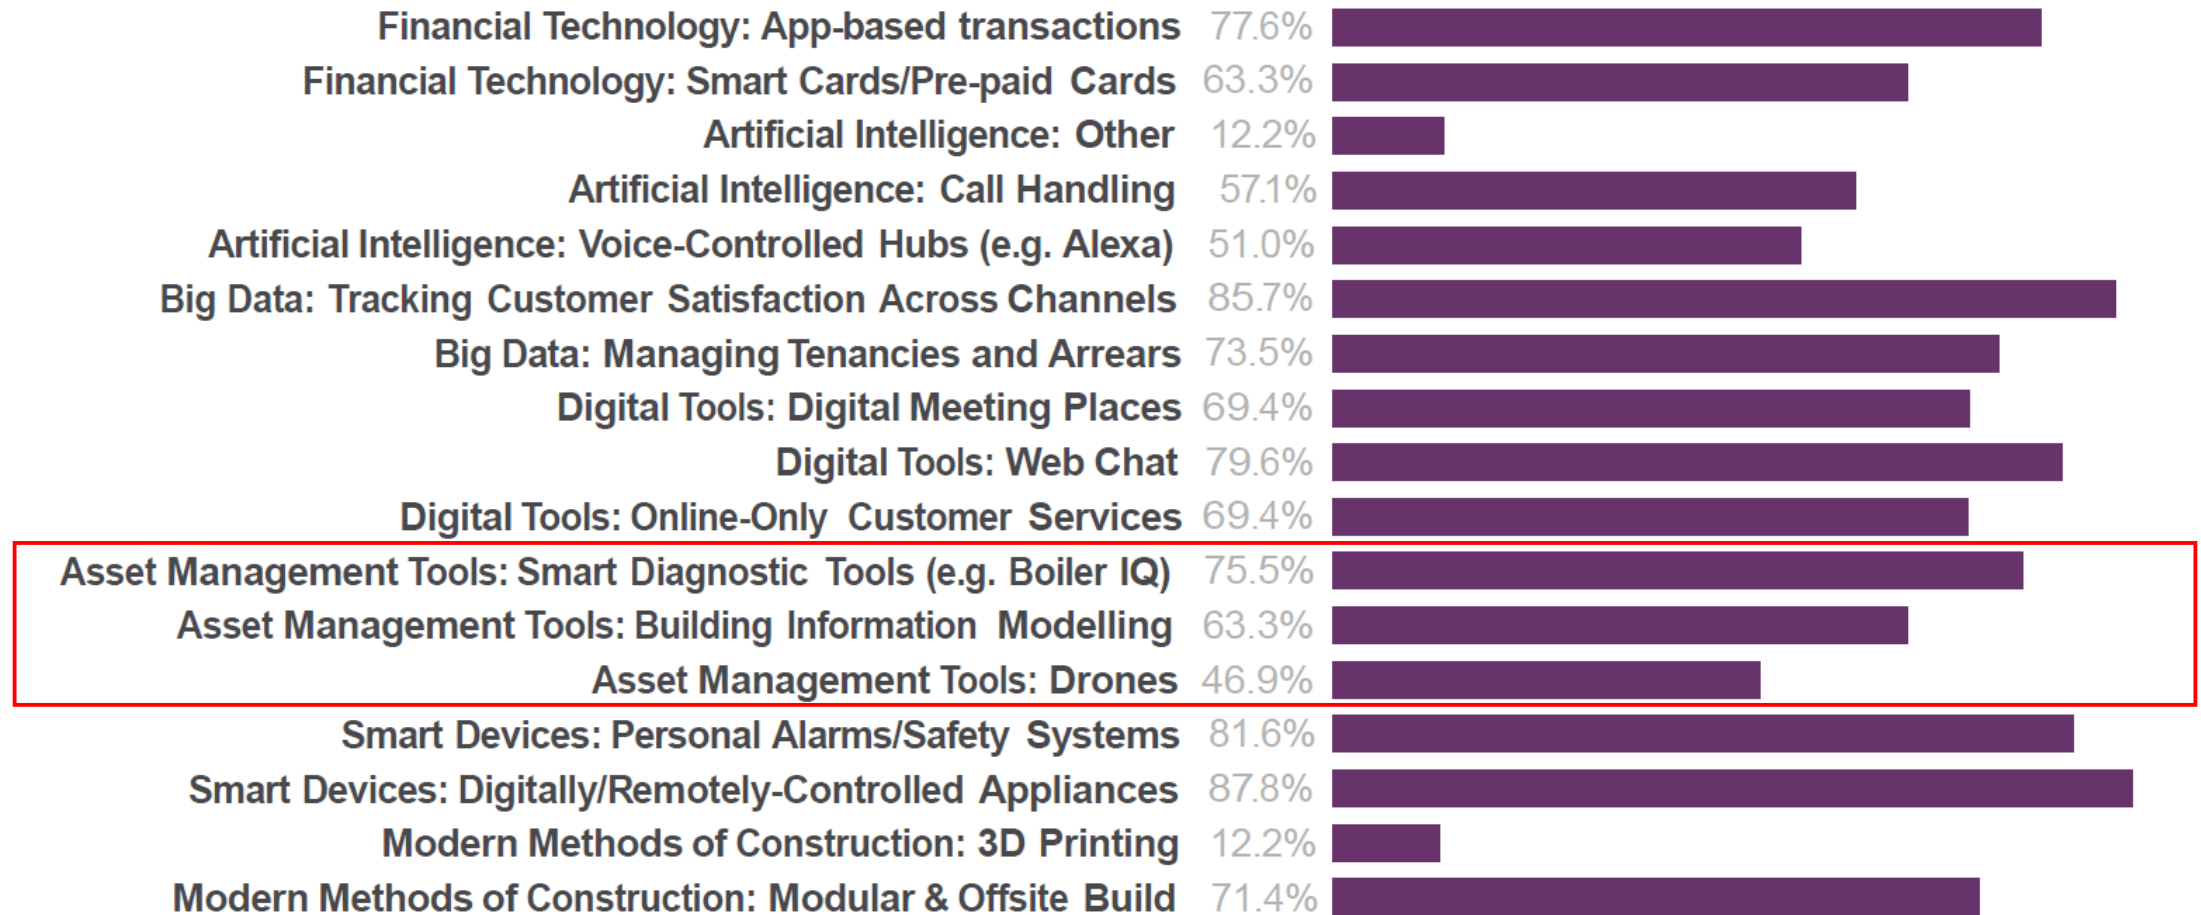 Financial Technology: App-based transactions 77.6%
Financial Technology: Smart Cards/Pre-paid Cards 63.3%
Artificial Intelligence: Other 12.2%
Artificial Intelligence: Call Handling 57.1%
Artificial Intelligence: Voice-Controlled Hubs (e.g. Alexa) 51.0%
Big Data: Tracking Customer Satisfaction Across Channels 85.7%
Big Data: Managing Tenancies and Arrears 73.5%
Digital Tools: Digital Meeting Places 69.4%
Digital Tools: Web Chat 79.6%
Digital Tools: Online-Only Customer Services 69.4%
Asset Management Tools: Smart Diagnostic Tools (e.g. Boiler IQ) 75.5%
Asset Management Tools: Building Information Modelling 63.3%
Asset Management Tools: Drones 46.9%
Smart Devices: Personal Alarms/Safety Systems 81.6%
Smart Devices: Digitally/Remotely-Controlled Appliances 87.8%
Modern Methods of Construction: 3D Printing 12.2%
Modern Methods of Construction: Modular & Offsite Build 71.4%